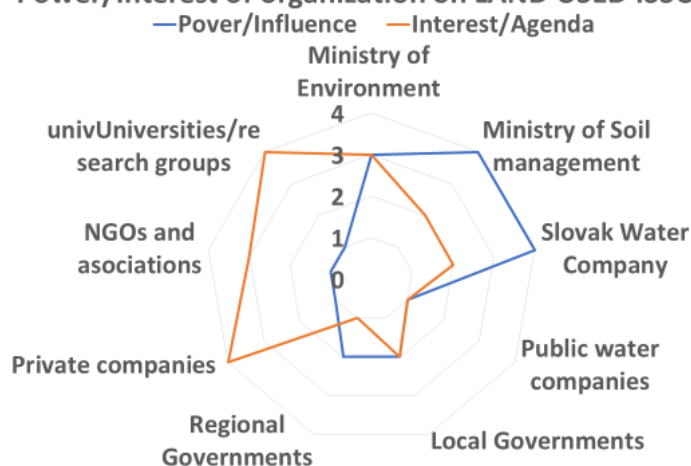 Power/Interest of organization on LAND USED ISSU
Pover/Influence Interest/Agenda
Ministry of
Environment
4
3
2
1
0
Ministry of Soil
management
Slovak Water
Company
Public water
companies
Local Governments
Regional
Governments
Private companies
NGOs and
asociations
univUniversities/re
search groups